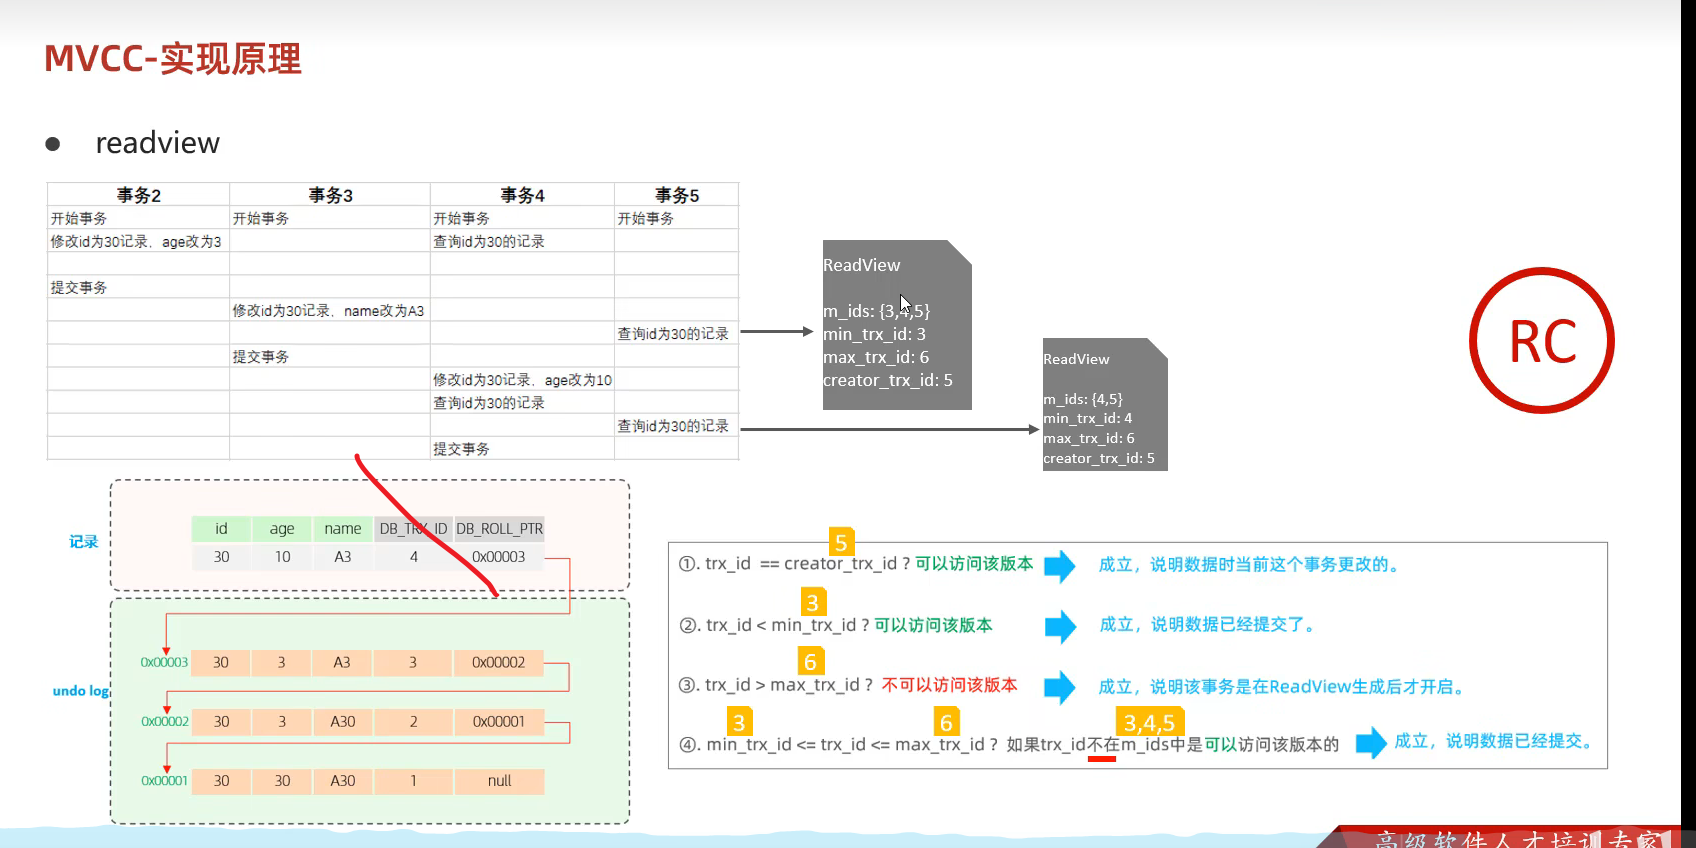 MVCC-实现原理
● readview
事务2 事务3 事务4 事务5
开始事务 开始事务 开始事务 开始事务
修改id为30记录，age改为3 查询id为30的记录
提交事务
修改id为30记录，name改为A3
查询id为30的记录
提交事务
修改id为30记录，age改为10
查询id为30的记录
查询id为30的记录
提交事务
ReadView
m_ids: {3,4,5}
min_trx_id: 3
max_trx_id: 6
creator_trx_id: 5
ReadView
m_ids: {4,5}
min_trx_id: 4
max_trx_id: 6
creator_trx_id: 5
RC
记录
id age name DB_TRX_ID DB_ROLL_PTR
30 10 A3 4 0x00003
undo log
0x00003 30 3 A3 3 0x00002
0x00002 30 3 A30 2 0x00001
0x00001 30 30 A30 1 null
5
①. trx_id == creator_trx_id ? 可以访问该版本 成立，说明数据时当前这个事务更改的。
3
②. trx_id < min_trx_id ? 可以访问该版本 成立，说明数据已经提交了。
6
③. trx_id > max_trx_id ? 不可以访问该版本 成立，说明该事务是在ReadView生成后才开启。
3 6 3,4,5
④. min_trx_id <= trx_id <= max_trx_id ? 如果trx_id不在m_ids中是可以访问该版本的 成立，说明数据已经提交。
高级软件人才培训专家